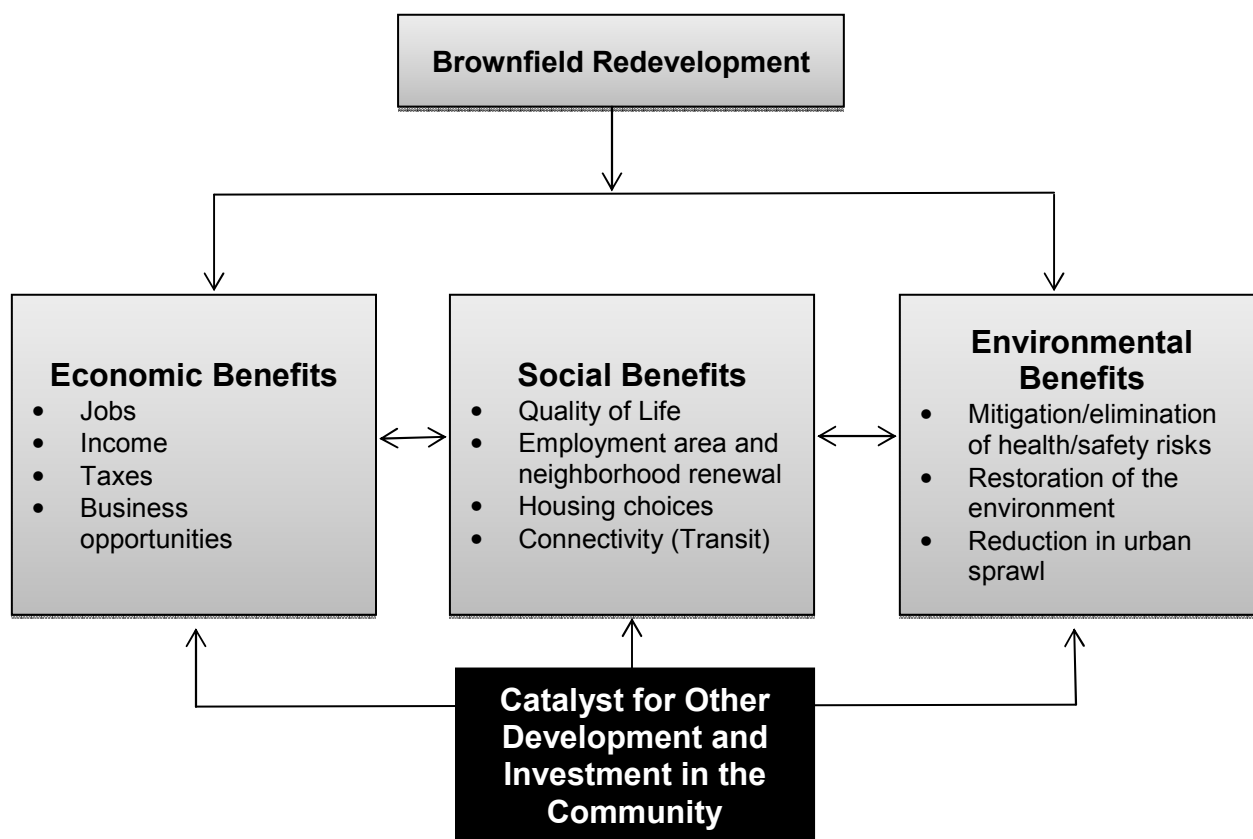 Brownfield Redevelopment
Economic Benefits
• Jobs
• Income
• Taxes
• Business
opportunities
Social Benefits
• Quality of Life
• Employment area and
neighborhood renewal
• Housing choices
• Connectivity (Transit)
Environmental
Benefits
• Mitigation/elimination
of health/safety risks
• Restoration of the
environment
• Reduction in urban
sprawl
Catalyst for Other
Development and
Investment in the
Community